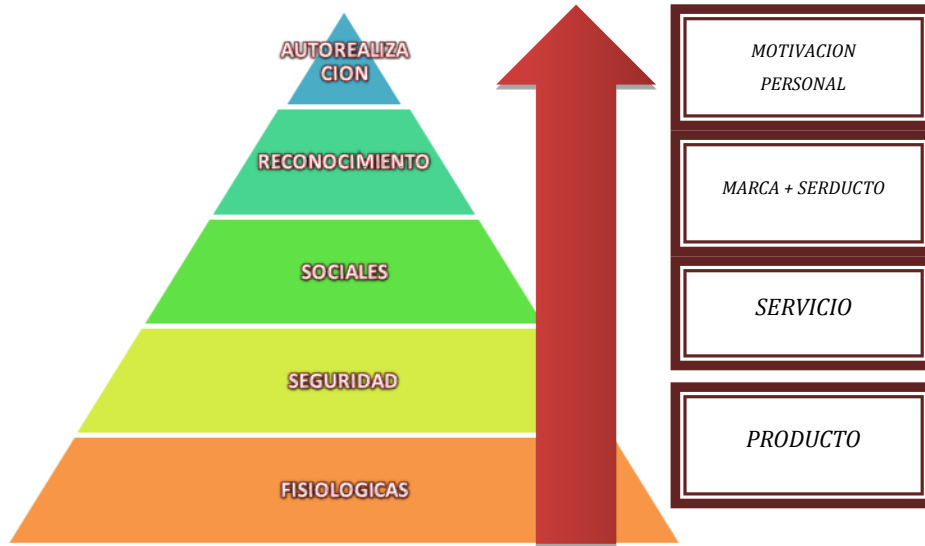 AUTOREALIZA
CION
RECONOCIMIENTO
SOCIALES
SEGURIDAD
FISIOLOGICAS
MOTIVACION
PERSONAL
MARCA + SERDUCTO
SERVICIO
PRODUCTO